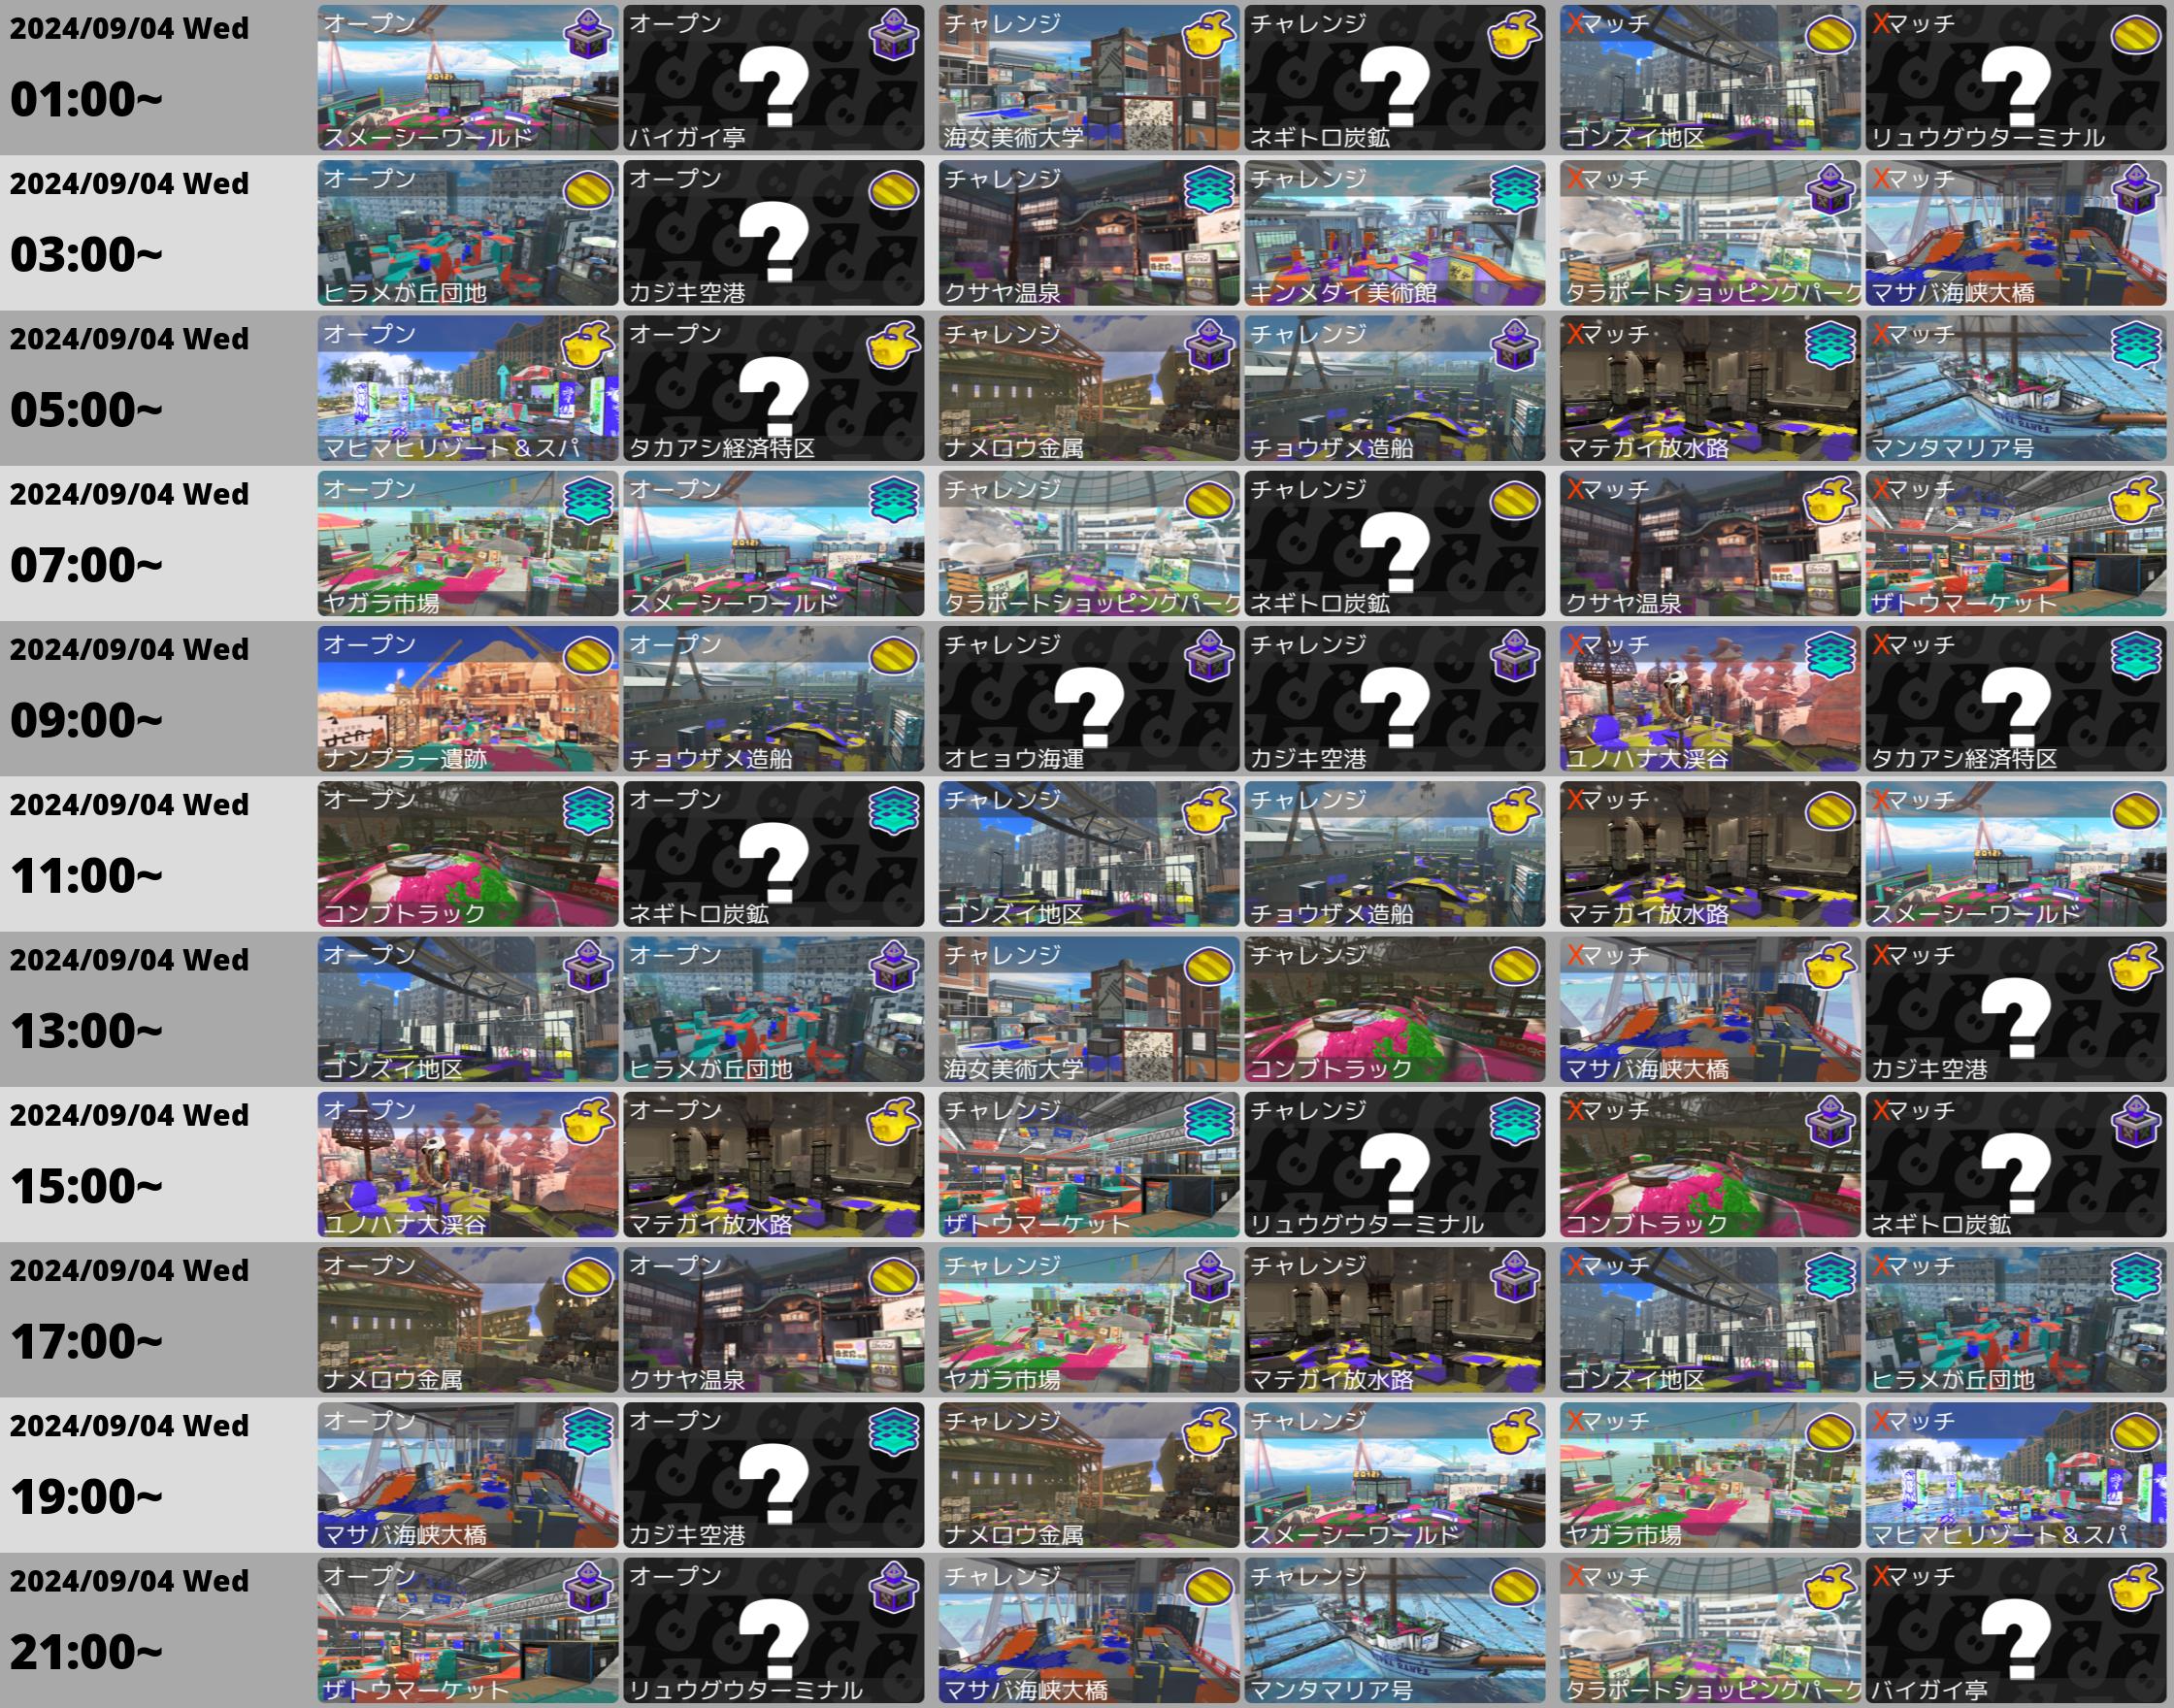 2024/09/04 Wed
01:00~
オープン
スメーシーワールド
オープン
バイガイ亭
チャレンジ
海女美術大学
チャレンジ
ネギトロ炭鉱
Xマッチ
ゴンズイ地区
Xマッチ
リュウグウターミナル
2024/09/04 Wed
03:00~
オープン
ヒラメが丘団地
オープン
カジキ空港
チャレンジ
クサヤ温泉
チャレンジ
キンメダイ美術館
Xマッチ
タラポートショッピングパーク
Xマッチ
マサバ海峡大橋
2024/09/04 Wed
05:00~
オープン
マヒマヒリゾート＆スパ
オープン
タカアシ経済特区
チャレンジ
ナメロウ金属
チャレンジ
チョウザメ造船
Xマッチ
マテガイ放水路
Xマッチ
マンタマリア号
2024/09/04 Wed
07:00~
オープン
ヤガラ市場
オープン
スメーシーワールド
チャレンジ
タラポートショッピングパーク
チャレンジ
ネギトロ炭鉱
Xマッチ
クサヤ温泉
Xマッチ
ザトウマーケット
2024/09/04 Wed
09:00~
オープン
ナンプラー遺跡
オープン
チョウザメ造船
チャレンジ
オヒョウ海運
チャレンジ
カジキ空港
Xマッチ
ユノハナ大渓谷
Xマッチ
タカアシ経済特区
2024/09/04 Wed
11:00~
オープン
コンブトラック
オープン
ネギトロ炭鉱
チャレンジ
ゴンズイ地区
チャレンジ
チョウザメ造船
Xマッチ
マテガイ放水路
Xマッチ
スメーシーワールド
2024/09/04 Wed
13:00~
オープン
ゴンズイ地区
オープン
ヒラメが丘団地
チャレンジ
海女美術大学
チャレンジ
コンブトラック
Xマッチ
マサバ海峡大橋
Xマッチ
カジキ空港
2024/09/04 Wed
15:00~
オープン
ユノハナ大渓谷
オープン
マテガイ放水路
チャレンジ
ザトウマーケット
チャレンジ
リュウグウターミナル
Xマッチ
コンブトラック
Xマッチ
ネギトロ炭鉱
2024/09/04 Wed
17:00~
オープン
ナメロウ金属
オープン
クサヤ温泉
チャレンジ
ヤガラ市場
チャレンジ
マテガイ放水路
Xマッチ
ゴンズイ地区
Xマッチ
ヒラメが丘団地
2024/09/04 Wed
19:00~
オープン
マサバ海峡大橋
オープン
カジキ空港
チャレンジ
ナメロウ金属
チャレンジ
スメーシーワールド
Xマッチ
ヤガラ市場
Xマッチ
マヒマヒリゾート＆スパ
2024/09/04 Wed
21:00~
オープン
ザトウマーケット
オープン
リュウグウターミナル
チャレンジ
マサバ海峡大橋
チャレンジ
マンタマリア号
Xマッチ
タラポートショッピングパーク
Xマッチ
バイガイ亭